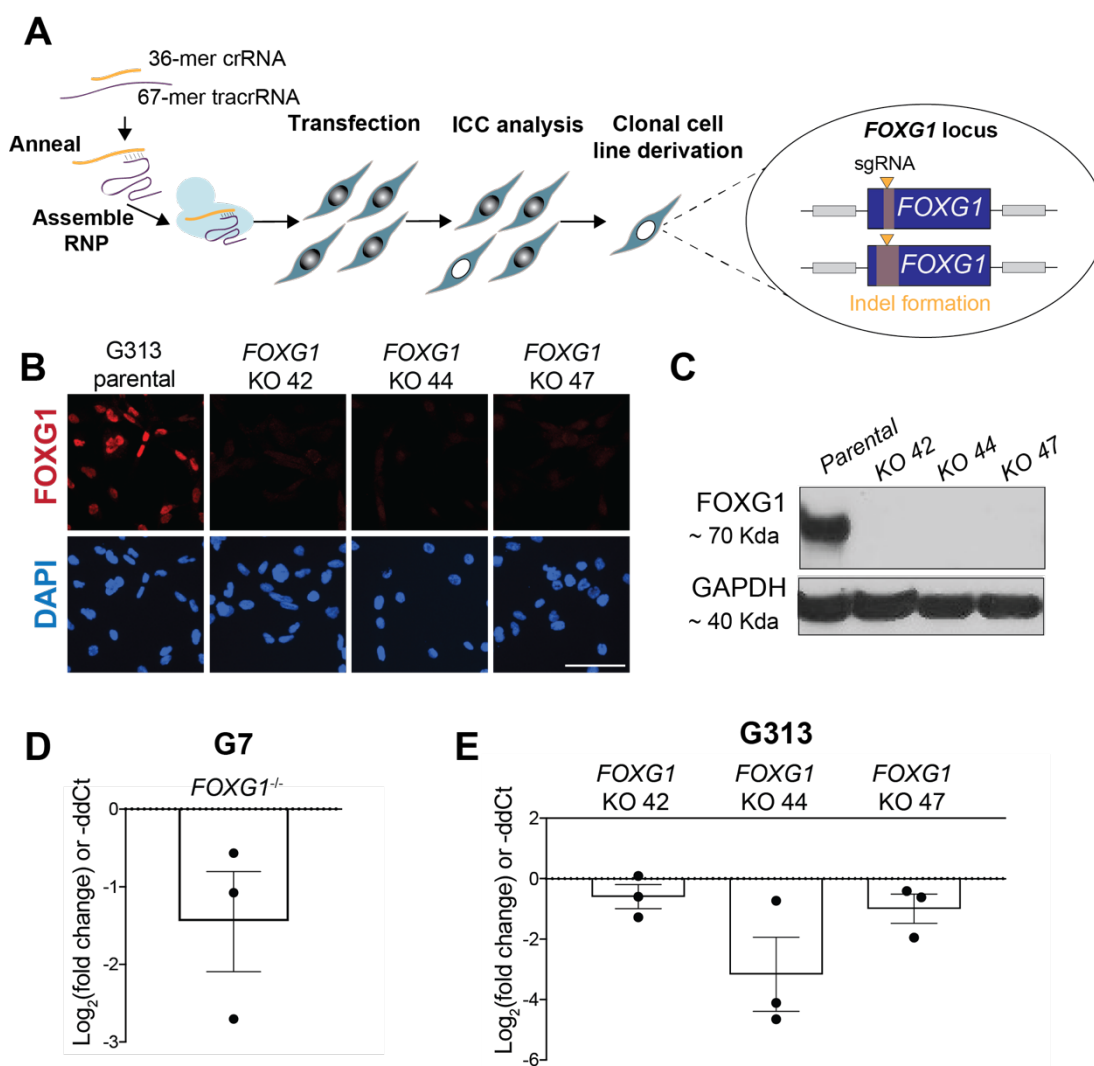 A
36-mer crRNA
67-mer tracrRNA
Anneal
Assemble
RNP
Transfection
ICC analysis
Clonal cell
line derivation
FOXG1 locus
sgRNA
FOXG1
FOXG1
Indel formation
B
G313
parental
FOXG1
KO 42
FOXG1
KO 44
FOXG1
KO 47
FOXG1
DAPI
C
Parental
KO 42
KO 44
KO 47
FOXG1
~ 70 Kda
GAPDH
~ 40 Kda
D
G7
FOXG1-/-
Log2(fold change) or -ddCt
0
-1
-2
-3
E
G313
FOXG1
KO 42
FOXG1
KO 44
FOXG1
KO 47
Log2(fold change) or -ddCt
2
0
-2
-4
-6